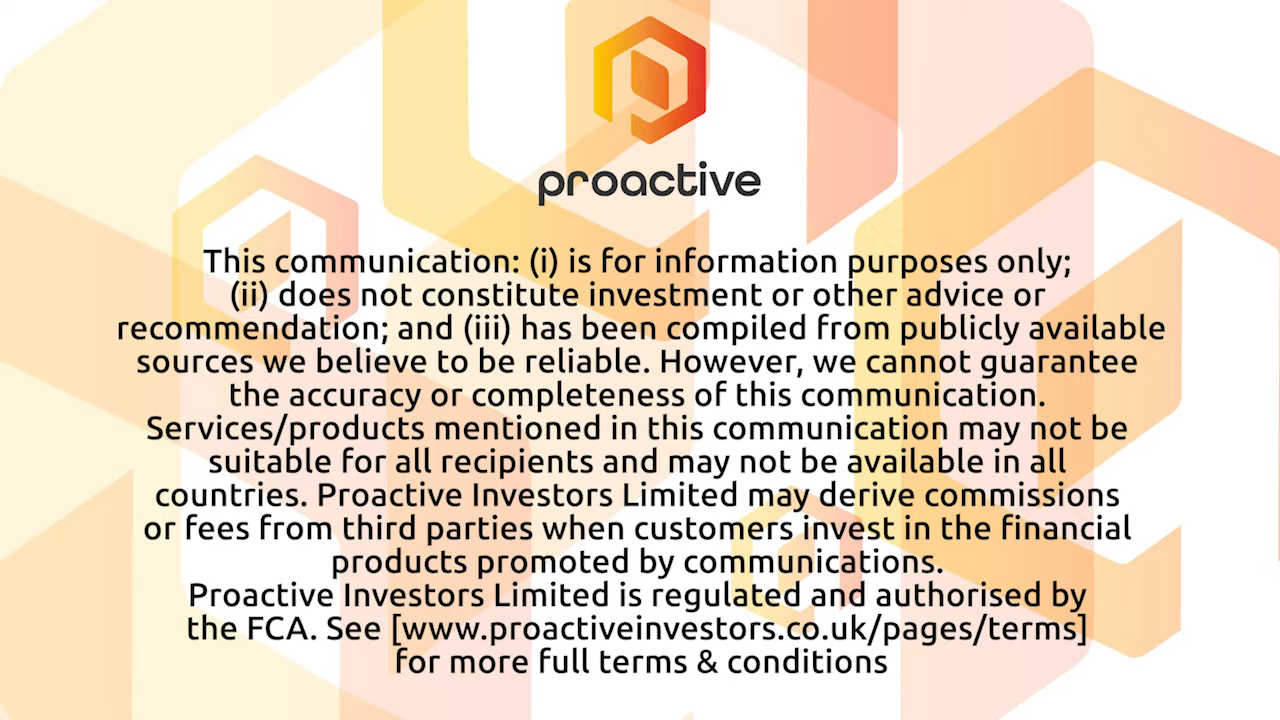 proactive
This communication: (i) is for information purposes only;
(ii) does not constitute investment or other advice or
recommendation; and (iii) has been compiled from publicly available
sources we believe to be reliable. However, we cannot guarantee
the accuracy or completeness of this communication.
Services/products mentioned in this communication may not be
suitable for all recipients and may not be available in all
countries. Proactive Investors Limited may derive commissions
or fees from third parties when customers invest in the financial
products promoted by communications.
Proactive Investors Limited is regulated and authorised by
the FCA. See [www.proactiveinvestors.co.uk/pages/terms]
for more full terms & conditions